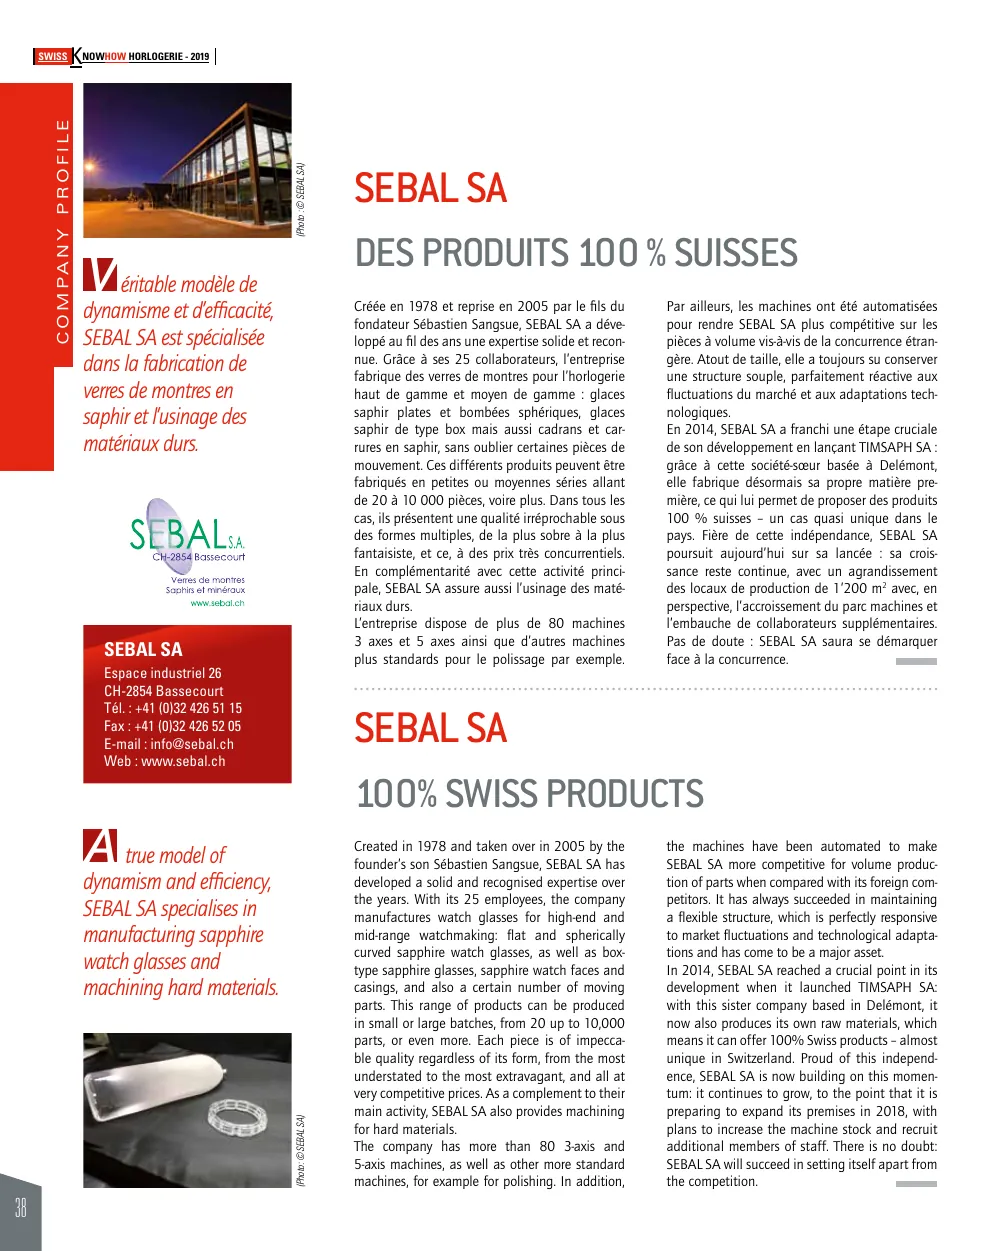 SWISS KNOWHOW HORLOGERIE - 2019
COMPANY PROFILE
(Photo : © SEBAL SA)
Véritable modèle de
dynamisme et d'efficacité,
SEBAL SA est spécialisée
dans la fabrication de
verres de montres en
saphir et l'usinage des
matériaux durs.
SEBAL S.A.
CH-2854 Bassecourt
Verres de montres
Saphirs et minéraux
www.sebal.ch
SEBAL SA
Espace industriel 26
CH-2854 Bassecourt
Tél. : +41 (0)32 426 51 15
Fax : +41 (0)32 426 52 05
E-mail : info@sebal.ch
Web : www.sebal.ch
A true model of
dynamism and efficiency,
SEBAL SA specialises in
manufacturing sapphire
watch glasses and
machining hard materials.
(Photo : © SEBAL SA)
38
SEBAL SA
DES PRODUITS 100 % SUISSES
Créée en 1978 et reprise en 2005 par le fils du
fondateur Sébastien Sangsue, SEBAL SA a déve-
loppé au fil des ans une expertise solide et recon-
nue. Grâce à ses 25 collaborateurs, l'entreprise
fabrique des verres de montres pour l'horlogerie
haut de gamme et moyen de gamme : glaces
saphir plates et bombées sphériques, glaces
saphir de type box mais aussi cadrans et car-
rures en saphir, sans oublier certaines pièces de
mouvement. Ces différents produits peuvent être
fabriqués en petites ou moyennes séries allant
de 20 à 10 000 pièces, voire plus. Dans tous les
cas, ils présentent une qualité irréprochable sous
des formes multiples, de la plus sobre à la plus
fantaisiste, et ce, à des prix très concurrentiels.
En complémentarité avec cette activité princi-
pale, SEBAL SA assure aussi l'usinage des maté-
riaux durs.
L'entreprise dispose de plus de 80 machines
3 axes et 5 axes ainsi que d'autres machines
plus standards pour le polissage par exemple.
Par ailleurs, les machines ont été automatisées
pour rendre SEBAL SA plus compétitive sur les
pièces à volume vis-à-vis de la concurrence étran-
gère. Atout de taille, elle a toujours su conserver
une structure souple, parfaitement réactive aux
fluctuations du marché et aux adaptations tech-
nologiques.
En 2014, SEBAL SA a franchi une étape cruciale
de son développement en lançant TIMSAPH SA :
grâce à cette société-sœur basée à Delémont,
elle fabrique désormais sa propre matière pre-
mière, ce qui lui permet de proposer des produits
100 % suisses – un cas quasi unique dans le
pays. Fière de cette indépendance, SEBAL SA
poursuit aujourd'hui sur sa lancée : sa crois-
sance reste continue, avec un agrandissement
des locaux de production de 1'200 m² avec, en
perspective, l'accroissement du parc machines et
l'embauche de collaborateurs supplémentaires.
Pas de doute : SEBAL SA saura se démarquer
face à la concurrence.
SEBAL SA
100% SWISS PRODUCTS
Created in 1978 and taken over in 2005 by the
founder's son Sébastien Sangsue, SEBAL SA has
developed a solid and recognised expertise over
the years. With its 25 employees, the company
manufactures watch glasses for high-end and
mid-range watchmaking: flat and spherically
curved sapphire watch glasses, as well as box-
type sapphire glasses, sapphire watch faces and
casings, and also a certain number of moving
parts. This range of products can be produced
in small or large batches, from 20 up to 10,000
parts, or even more. Each piece is of impecca-
ble quality regardless of its form, from the most
understated to the most extravagant, and all at
very competitive prices. As a complement to their
main activity, SEBAL SA also provides machining
for hard materials.
The company has more than 80 3-axis and
5-axis machines, as well as other more standard
machines, for example for polishing. In addition,
the machines have been automated to make
SEBAL SA more competitive for volume produc-
tion of parts when compared with its foreign com-
petitors. It has always succeeded in maintaining
a flexible structure, which is perfectly responsive
to market fluctuations and technological adapta-
tions and has come to be a major asset.
In 2014, SEBAL SA reached a crucial point in its
development when it launched TIMSAPH SA:
with this sister company based in Delémont, it
now also produces its own raw materials, which
means it can offer 100% Swiss products – almost
unique in Switzerland. Proud of this independ-
ence, SEBAL SA is now building on this momen-
tum: it continues to grow, to the point that it is
preparing to expand its premises in 2018, with
plans to increase the machine stock and recruit
additional members of staff. There is no doubt:
SEBAL SA will succeed in setting itself apart from
the competition.